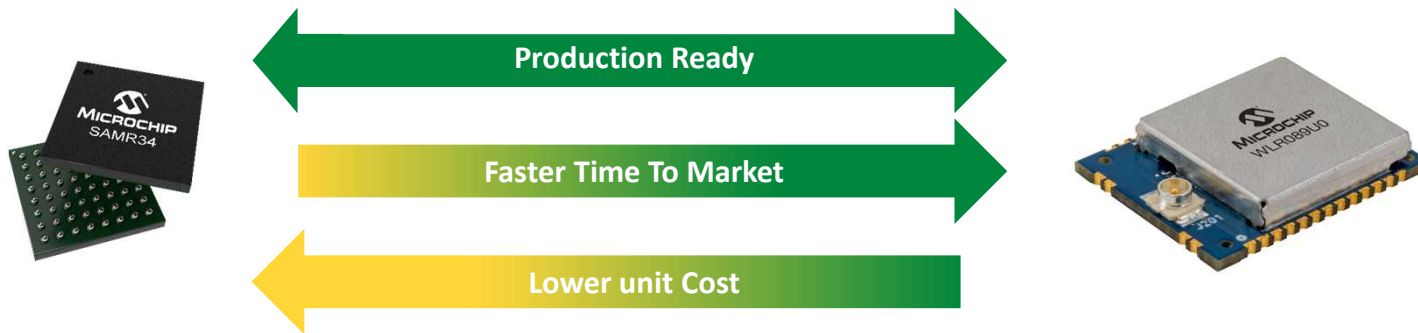 Production Ready
MICROCHIP
SAMR34
Faster Time To Market
MICROCHIP
WLR089U0
J201
Lower unit Cost